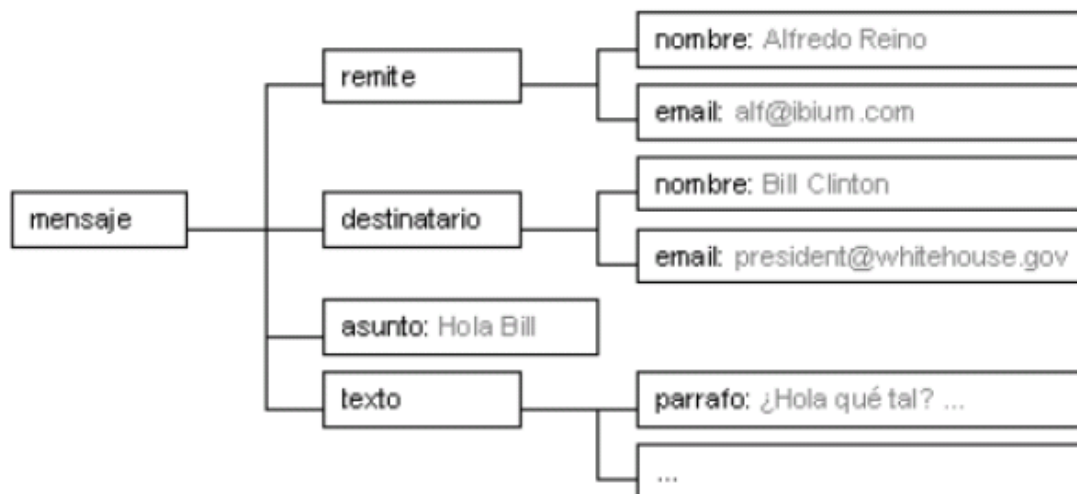 nombre: Alfredo Reino
remite
email: alf@ibium.com
nombre: Bill Clinton
mensaje
destinatario
email: president@whitehouse.gov
asunto: Hola Bill
texto
parrafo: ¿Hola qué tal? ...
...